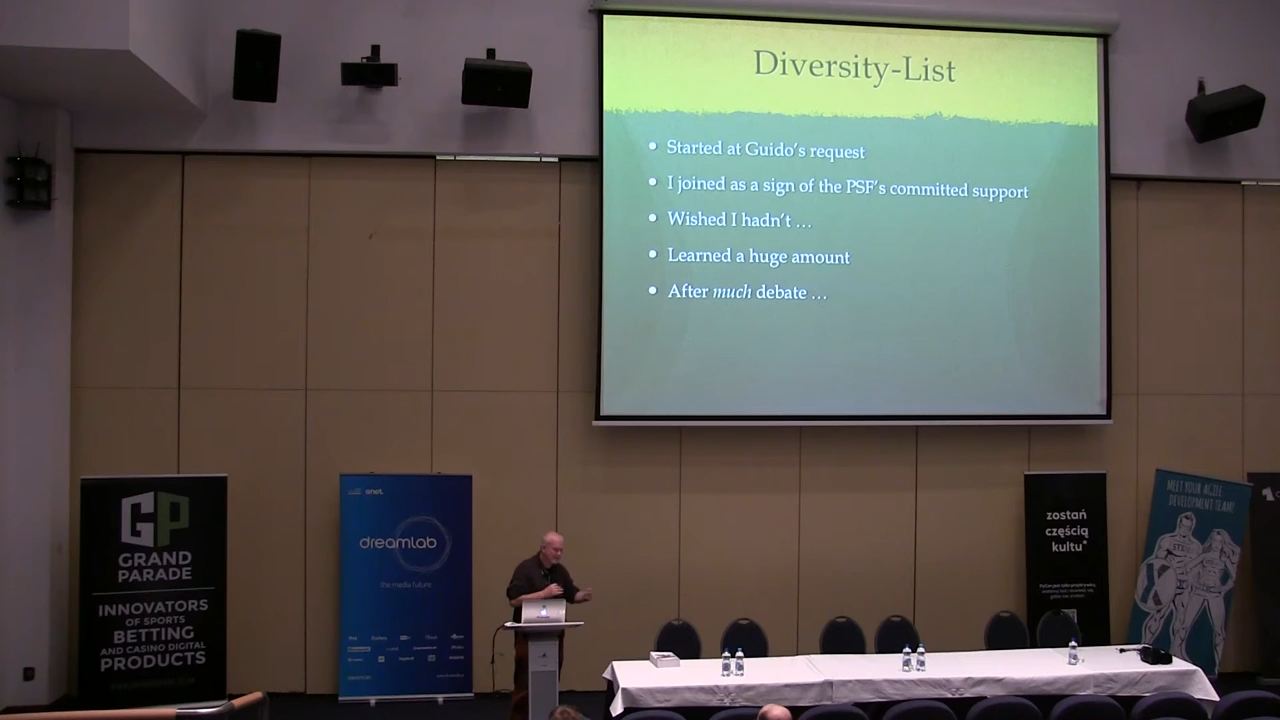 Diversity-List
Started at Guido's request
I joined as a sign of the PSF's committed support
Wished I hadn't ...
Learned a huge amount
After much debate ...
GP
GRAND
PARADE
INNOVATORS
OF SPORTS
BETTING
AND CASINO DIGITAL
PRODUCTS
onet.
dreamlab
the media future
zostań
częścią
kultu*
MEET YOUR AGILE
DEVELOPMENT TEAM!